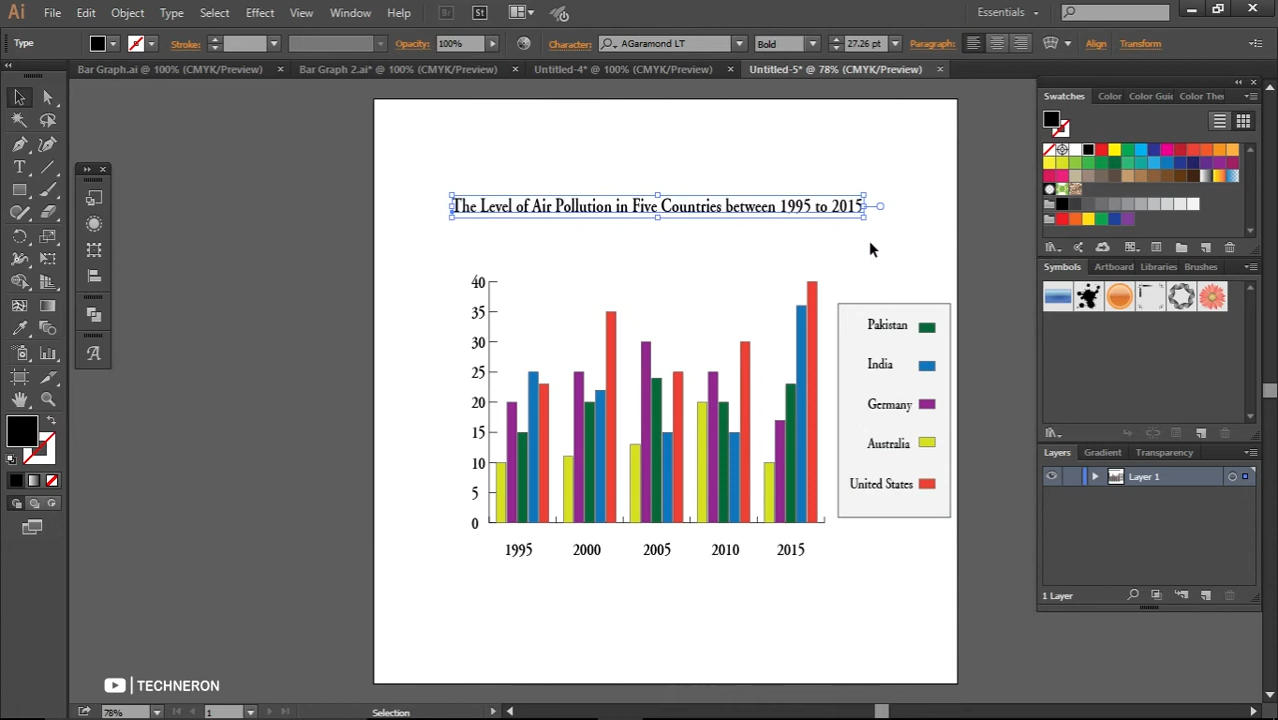 Ai File Edit Object Type Select Effect View Window Help Br St Essentials
Type Stroke: Opacity: 100% Character: AGaramond LT Bold 27.26 pt Paragraph: Align Transform
Bar Graph.ai @ 100% (CMYK/Preview) × Bar Graph 2.ai* @ 100% (CMYK/Preview) × Untitled-4* @ 100% (CMYK/Preview) × Untitled-5* @ 78% (CMYK/Preview) ×
Swatches Color Color Guic Color The
The Level of Air Pollution in Five Countries between 1995 to 2015
Symbols Artboard Libraries Brushes
40
35
30
25
20
15
10
5
0
1995 2000 2005 2010 2015
Pakistan
India
Germany
Australia
United States
Layers Gradient Transparency
Layer 1
1 Layer
TECHNERON
78% 1 Selection